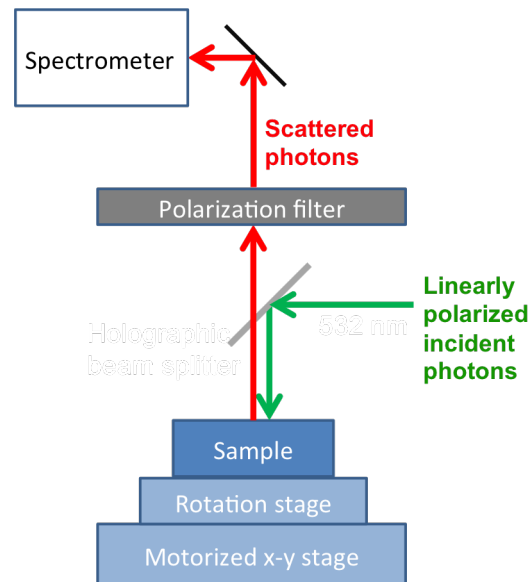 Spectrometer
Scattered
photons
Polarization filter
Linearly
polarized
incident
photons
532 nm
Holographic
beam splitter
Sample
Rotation stage
Motorized x-y stage